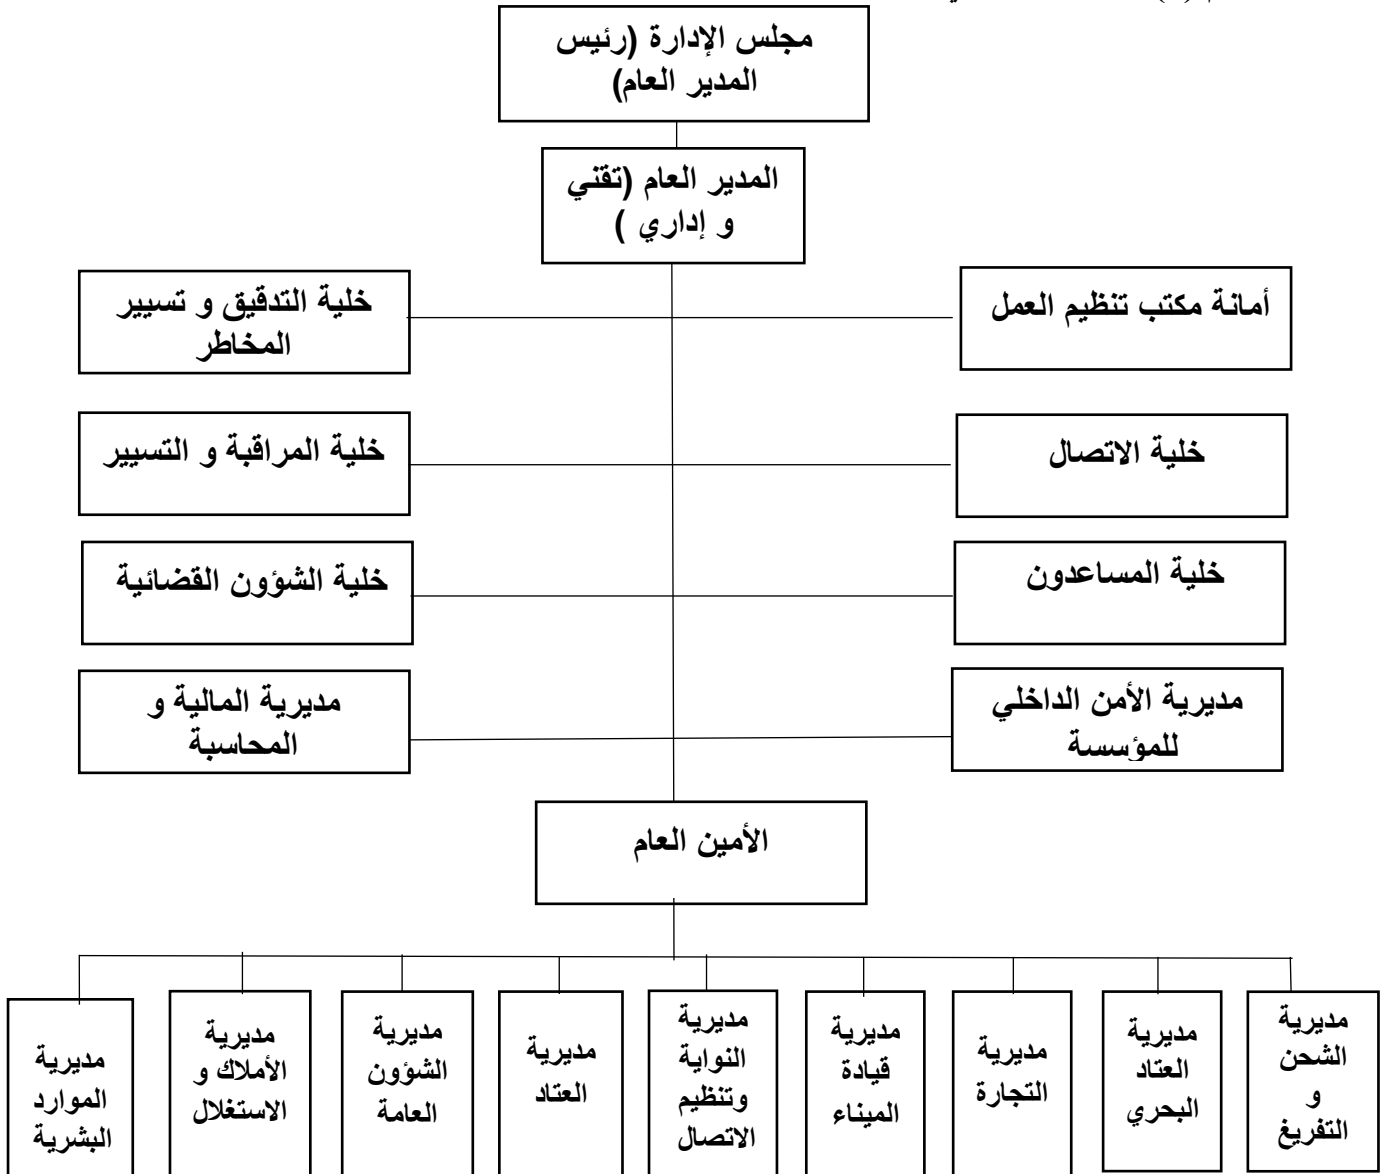 مجلس الإدارة (رئيس
المدير العام)
المدير العام (تقني
و إداري )
أمانة مكتب تنظيم العمل
خلية التدقيق و تسيير
المخاطر
خلية الاتصال
خلية المراقبة و التسيير
خلية المساعدون
خلية الشؤون القضائية
مديرية الأمن الداخلي
للمؤسسة
مديرية المالية و
المحاسبة
الأمين العام
مديرية
الشحن
و
التفريغ
مديرية
العتاد
البحري
مديرية
التجارة
مديرية
قيادة
الميناء
مديرية
النواية
وتنظيم
الاتصال
مديرية
العتاد
مديرية
الشؤون
العامة
مديرية
الأملاك و
الاستغلال
مديرية
الموارد
البشرية